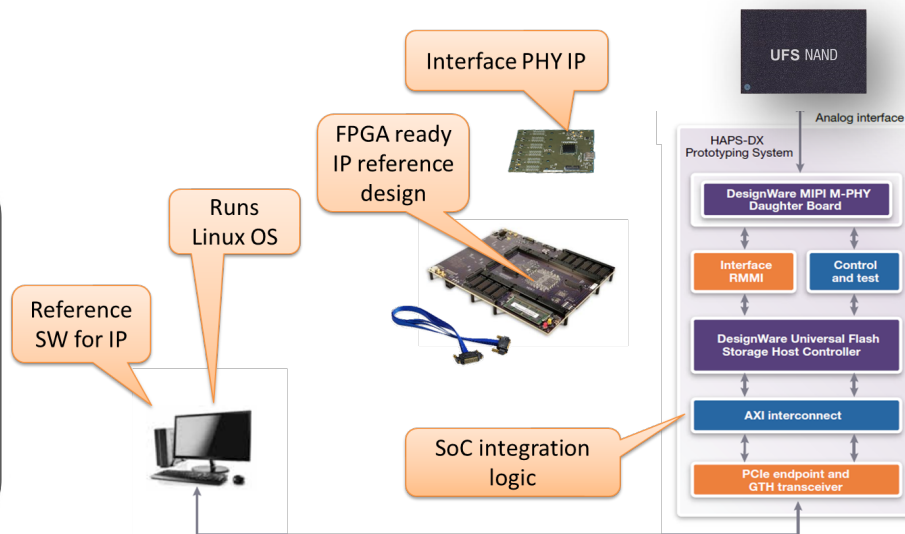 Interface PHY IP
UFS NAND
Analog interface
FPGA ready
IP reference
design
HAPS-DX
Prototyping System
DesignWare MIPI M-PHY
Daughter Board
Runs
Linux OS
Interface
RMMI
Control
and test
Reference
SW for IP
DesignWare Universal Flash
Storage Host Controller
AXI interconnect
SoC integration
logic
PCIe endpoint and
GTH transceiver